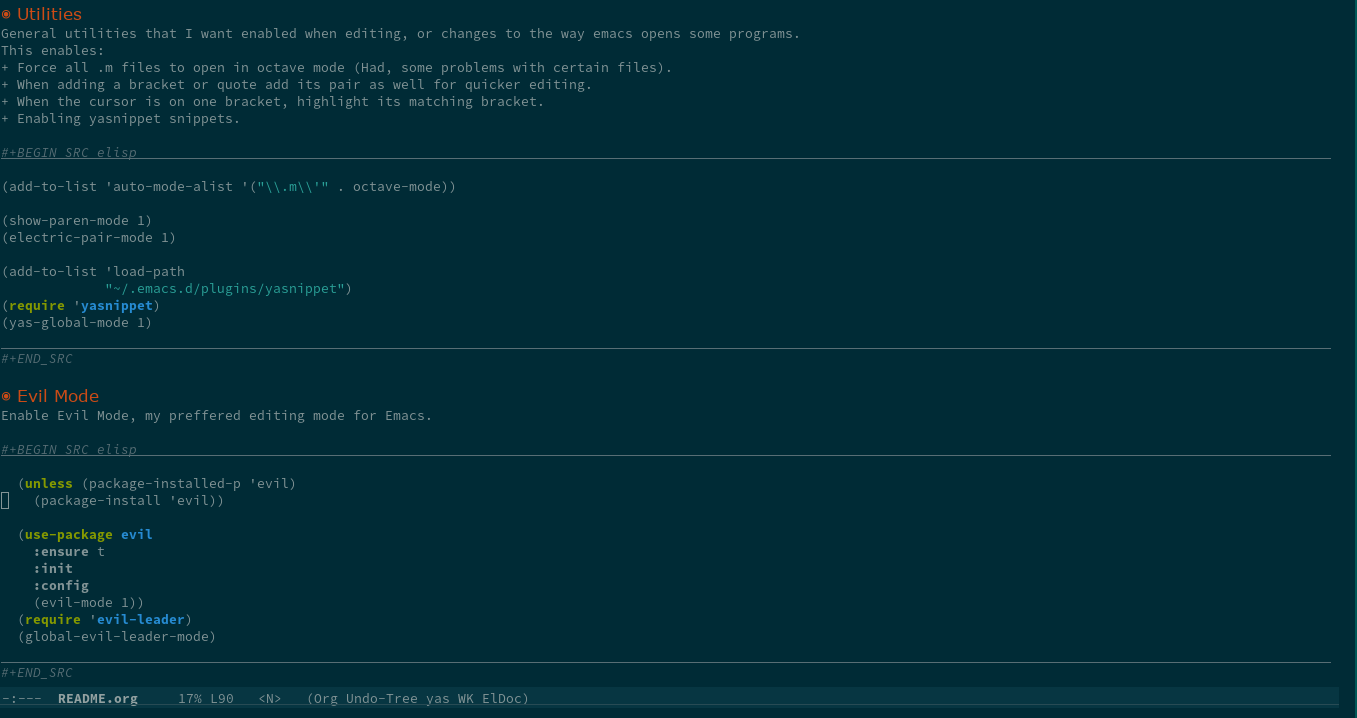 Utilities
General utilities that I want enabled when editing, or changes to the way emacs opens some programs.
This enables:
+ Force all .m files to open in octave mode (Had, some problems with certain files).
+ When adding a bracket or quote add its pair as well for quicker editing.
+ When the cursor is on one bracket, highlight its matching bracket.
+ Enabling yasnippet snippets.
#+BEGIN_SRC elisp
(add-to-list 'auto-mode-alist '("\\.m\\'" . octave-mode))
(show-paren-mode 1)
(electric-pair-mode 1)
(add-to-list 'load-path
"~/.emacs.d/plugins/yasnippet")
(require 'yasnippet)
(yas-global-mode 1)
#+END_SRC
Evil Mode
Enable Evil Mode, my preffered editing mode for Emacs.
#+BEGIN_SRC elisp
(unless (package-installed-p 'evil)
(package-install 'evil))
(use-package evil
:ensure t
:init
:config
(evil-mode 1))
(require 'evil-leader)
(global-evil-leader-mode)
#+END_SRC
-:--- README.org 17% L90 <N> (Org Undo-Tree yas WK ElDoc)